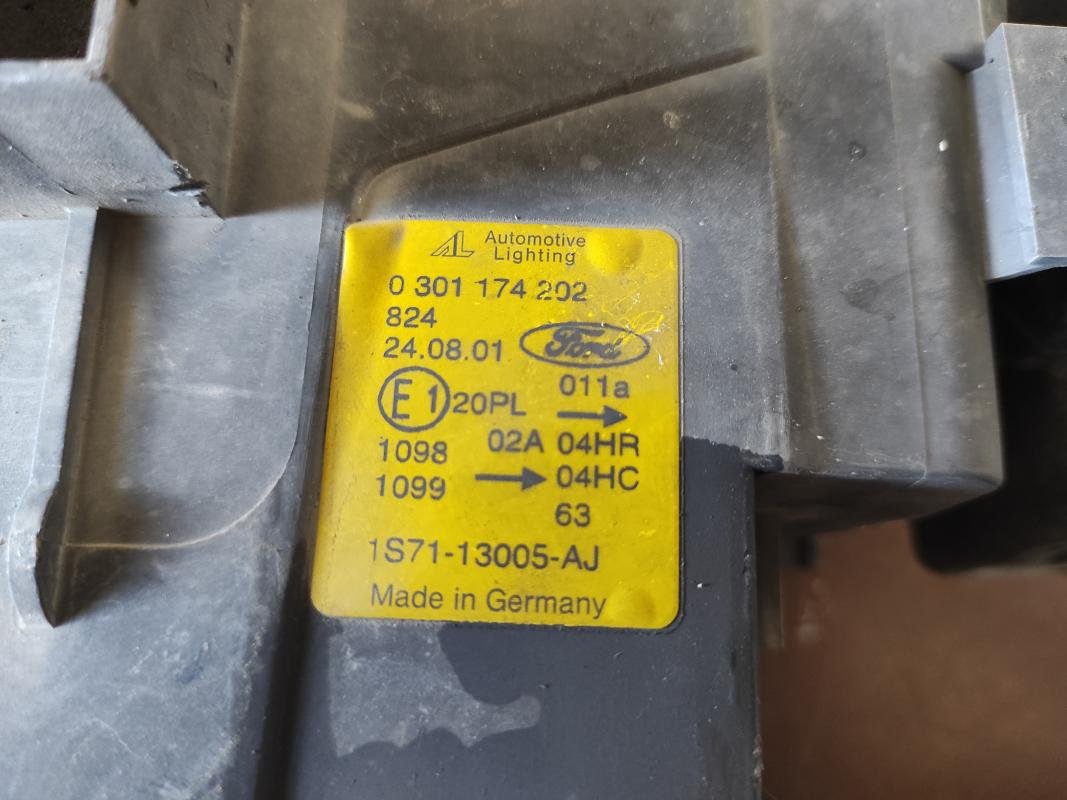 AL Automotive
Lighting
0 301 174 202
824
24.08.01 Ford
011a
E1 20PL →
1098 02A 04HR
1099 → 04HC
63
1S71-13005-AJ
Made in Germany